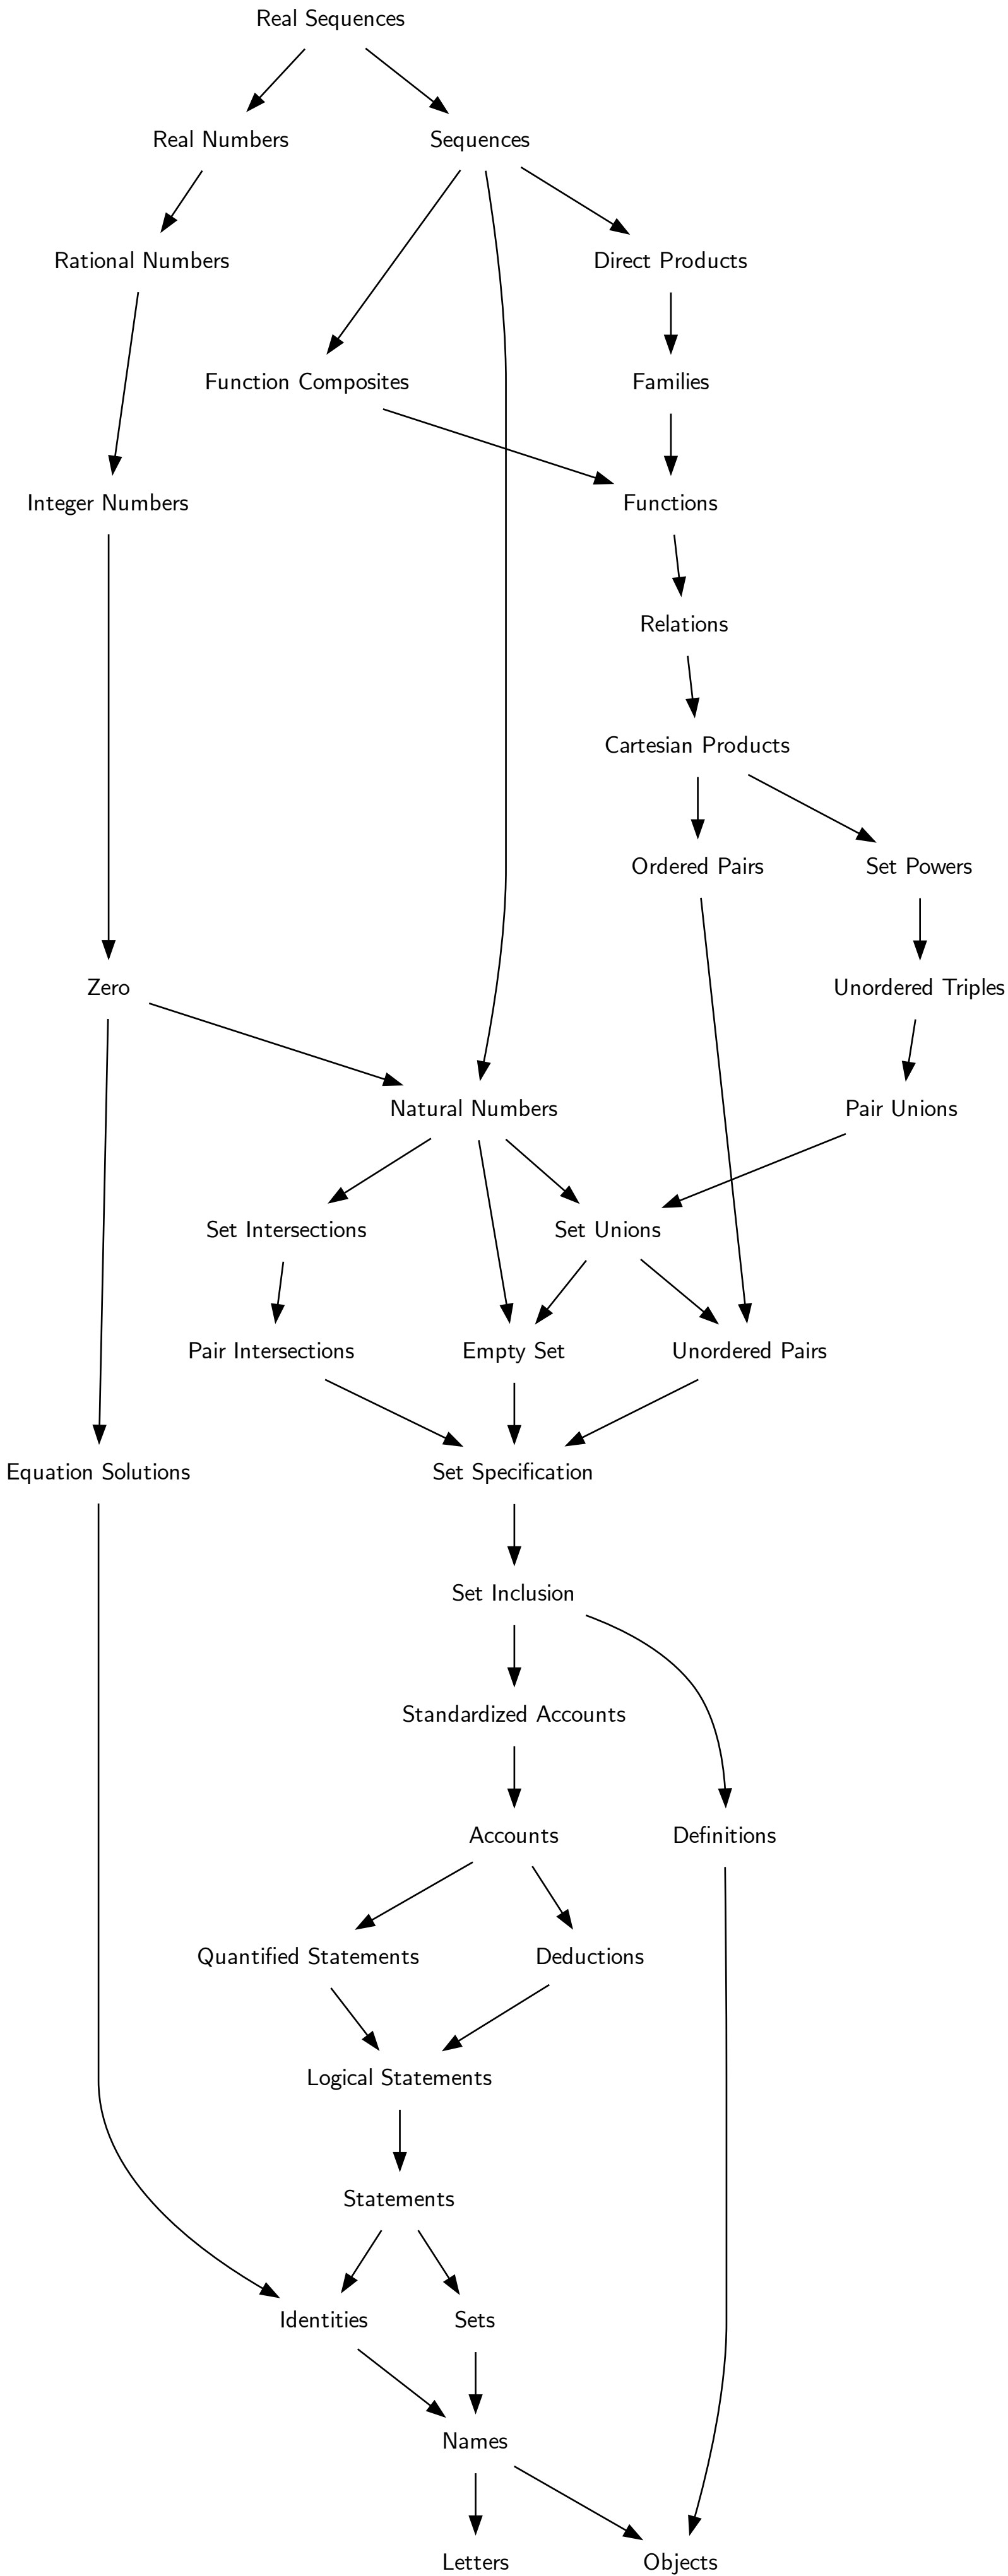 Real Sequences
Real Numbers
Sequences
Rational Numbers
Direct Products
Function Composites
Families
Integer Numbers
Functions
Relations
Cartesian Products
Ordered Pairs
Set Powers
Zero
Unordered Triples
Natural Numbers
Pair Unions
Set Intersections
Set Unions
Pair Intersections
Empty Set
Unordered Pairs
Equation Solutions
Set Specification
Set Inclusion
Standardized Accounts
Accounts
Definitions
Quantified Statements
Deductions
Logical Statements
Statements
Identities
Sets
Names
Letters
Objects